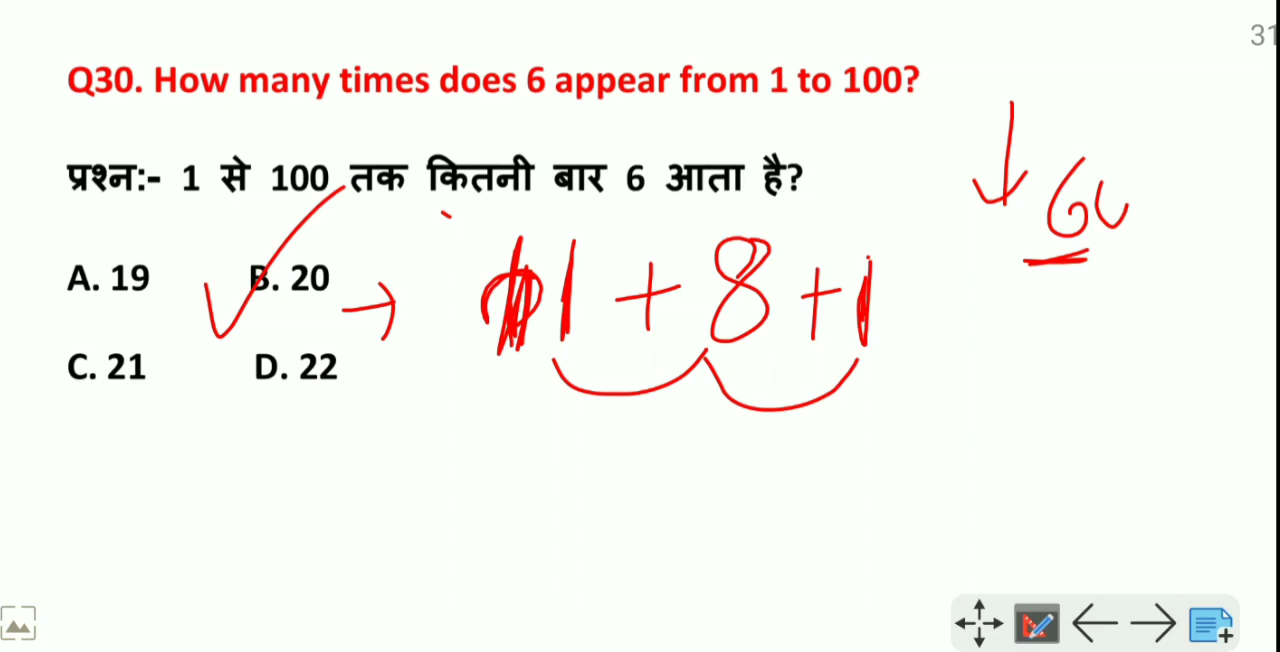 31
Q30. How many times does 6 appear from 1 to 100?
प्रश्न:- 1 से 100 तक कितनी बार 6 आता है?
A. 19 B. 20
C. 21 D. 22
1 + 8 + 1